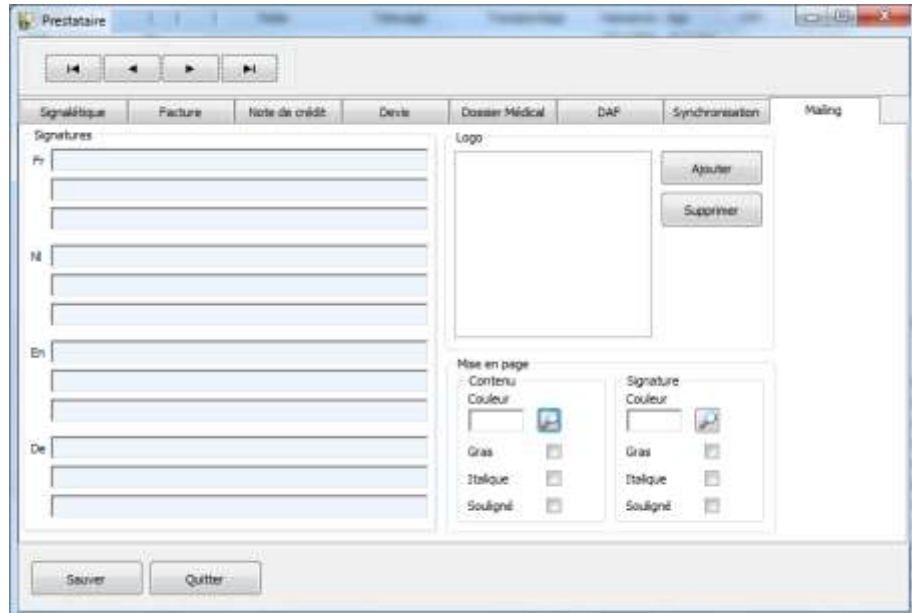 Prestataire
Signalétique Facture Note de crédit Devis Dossier Médical DAF Synchronisation Mailing
Signatures
Fr
Nl
En
De
Logo
Ajouter
Supprimer
Mise en page
Contenu Signature
Couleur Couleur
Gras Gras
Italique Italique
Souligné Souligné
Sauver Quitter